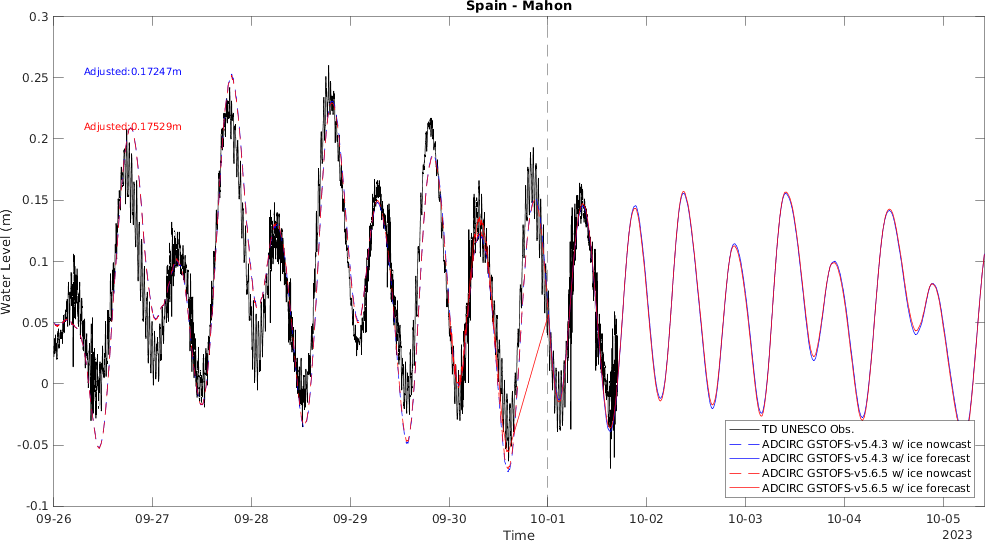 Spain - Mahon
0.3
0.25
0.2
0.15
0.1
0.05
0
-0.05
-0.1
Water Level (m)
Adjusted:0.17247m
Adjusted:0.17529m
TD UNESCO Obs.
ADCIRC GSTOFS-v5.4.3 w/ ice nowcast
ADCIRC GSTOFS-v5.4.3 w/ ice forecast
ADCIRC GSTOFS-v5.6.5 w/ ice nowcast
ADCIRC GSTOFS-v5.6.5 w/ ice forecast
09-26 09-27 09-28 09-29 09-30 10-01 10-02 10-03 10-04 10-05
Time
2023